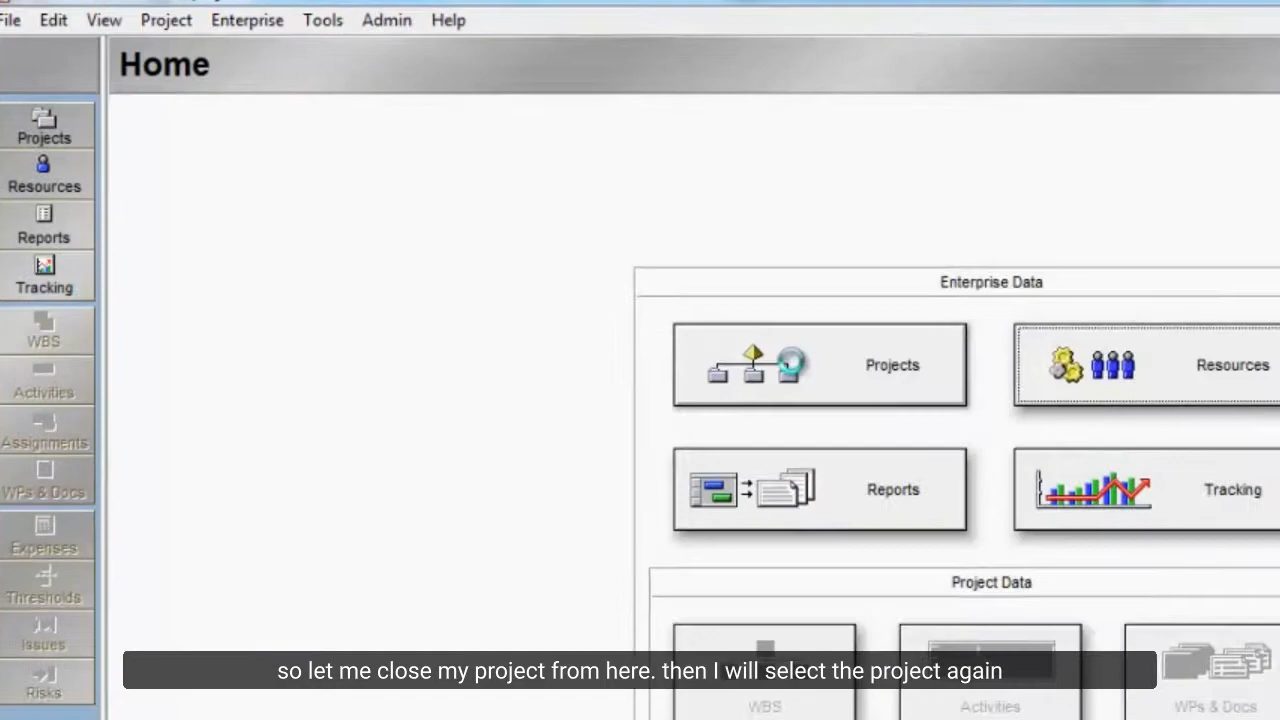 File Edit View Project Enterprise Tools Admin Help
Home
Projects
Resources
Reports
Tracking
WBS
Activities
Assignments
WPs & Docs
Expenses
Thresholds
Issues
Risks
Enterprise Data
Projects Resources
Reports Tracking
Project Data
WBS Activities WPs & Docs
so let me close my project from here. then I will select the project again